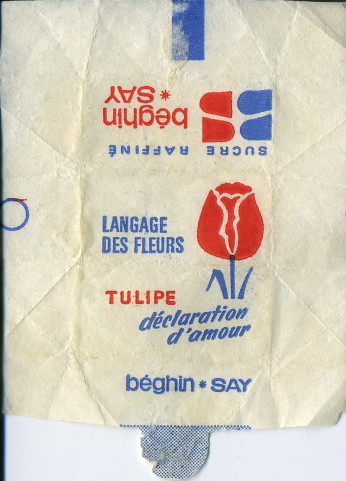 béghin
* SAY
SUCRE RAFFINÉ
LANGAGE
DES FLEURS
TULIPE
déclaration
d'amour
béghin * SAY